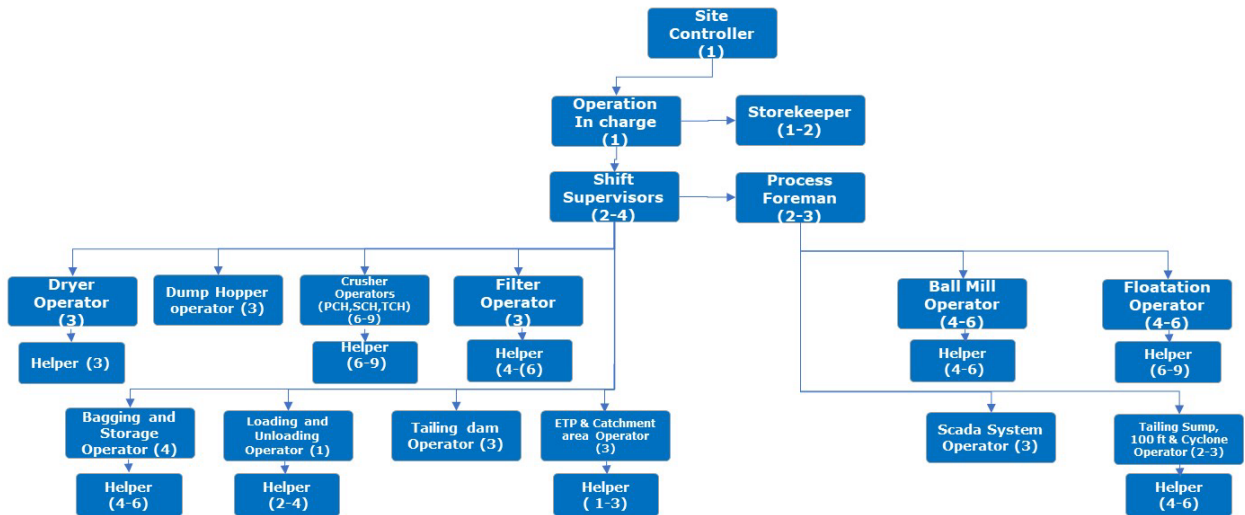 Site
Controller
(1)
Operation
In charge
(1)
Storekeeper
(1-2)
Shift
Supervisors
(2-4)
Process
Foreman
(2-3)
Dryer
Operator
(3)
Dump Hopper
operator (3)
Crusher
Operators
(PCH,SCH,TCH)
(6-9)
Filter
Operator
(3)
Ball Mill
Operator
(4-6)
Floatation
Operator
(4-6)
Helper (3)
Helper
(6-9)
Helper
(4-(6)
Helper
(4-6)
Helper
(6-9)
Bagging and
Storage
Operator (4)
Loading and
Unloading
Operator (1)
Tailing dam
Operator (3)
ETP & Catchment
area Operator
(3)
Scada System
Operator (3)
Tailing Sump,
100 ft & Cyclone
Operator (2-3)
Helper
(4-6)
Helper
(2-4)
Helper
( 1-3)
Helper
(4-6)